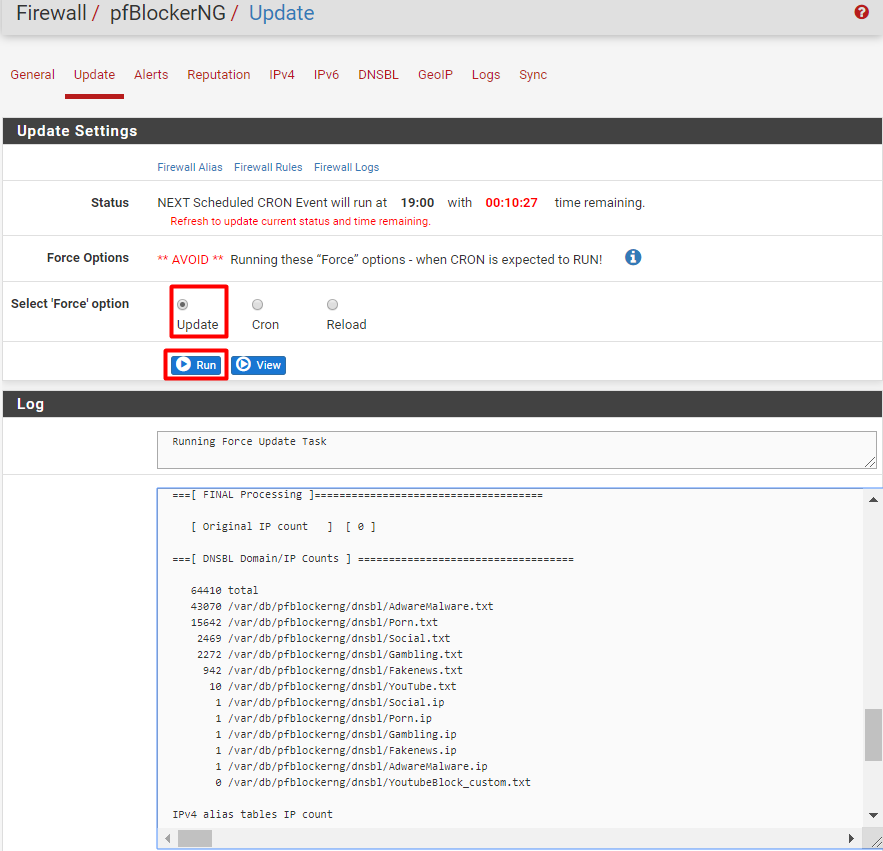 Firewall / pfBlockerNG / Update
General Update Alerts Reputation IPv4 IPv6 DNSBL GeoIP Logs Sync
Update Settings
Firewall Alias Firewall Rules Firewall Logs
Status NEXT Scheduled CRON Event will run at 19:00 with 00:10:27 time remaining.
Refresh to update current status and time remaining.
Force Options ** AVOID ** Running these “Force” options - when CRON is expected to RUN!
Select 'Force' option
Update Cron Reload
Run View
Log
Running Force Update Task
===[ FINAL Processing ]=====================================
[ Original IP count ] [ 0 ]
===[ DNSBL Domain/IP Counts ] ===================================
64410 total
43070 /var/db/pfblockerng/dnsbl/AdwareMalware.txt
15642 /var/db/pfblockerng/dnsbl/Porn.txt
2469 /var/db/pfblockerng/dnsbl/Social.txt
2272 /var/db/pfblockerng/dnsbl/Gambling.txt
942 /var/db/pfblockerng/dnsbl/Fakenews.txt
10 /var/db/pfblockerng/dnsbl/YouTube.txt
1 /var/db/pfblockerng/dnsbl/Social.ip
1 /var/db/pfblockerng/dnsbl/Porn.ip
1 /var/db/pfblockerng/dnsbl/Gambling.ip
1 /var/db/pfblockerng/dnsbl/Fakenews.ip
1 /var/db/pfblockerng/dnsbl/AdwareMalware.ip
0 /var/db/pfblockerng/dnsbl/YoutubeBlock_custom.txt
IPv4 alias tables IP count